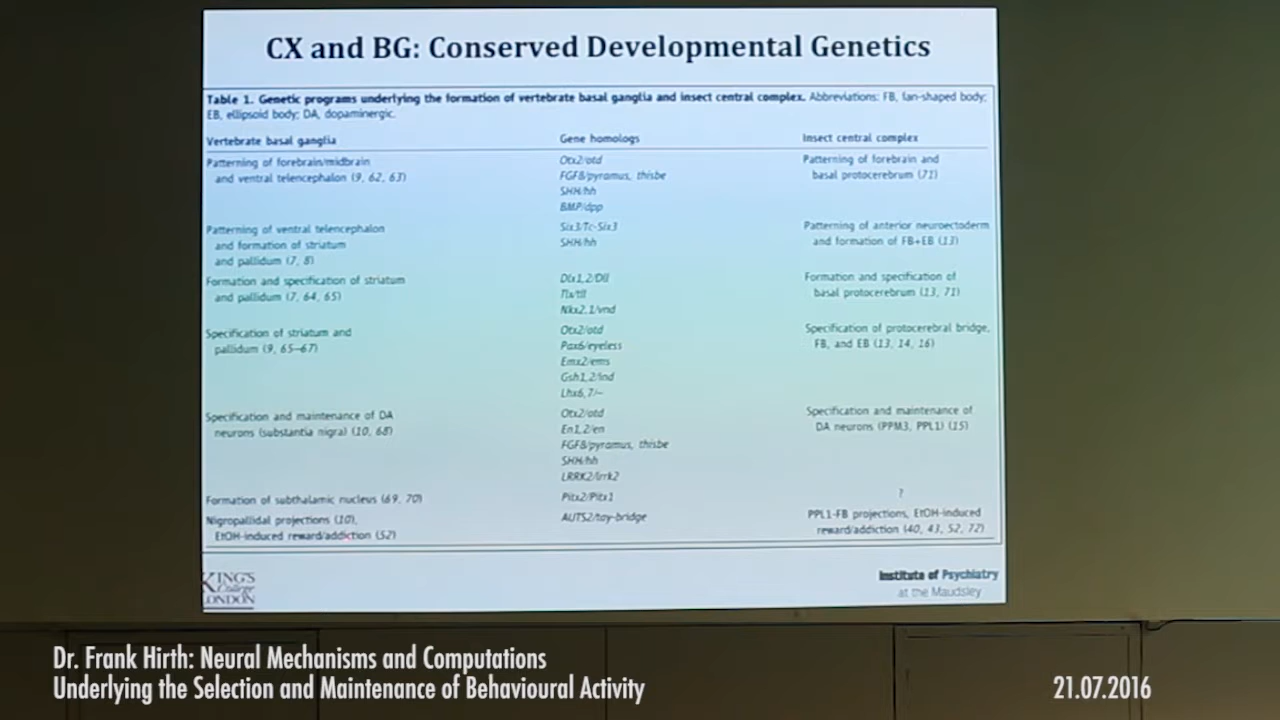 CX and BG: Conserved Developmental Genetics
Table 1. Genetic programs underlying the formation of vertebrate basal ganglia and insect central complex. Abbreviations: FB, fan-shaped body;
EB, ellipsoid body; DA, dopaminergic.
Vertebrate basal ganglia Gene homologs Insect central complex
Patterning of forebrain/midbrain
and ventral telencephalon (9, 62, 63)
Otx2/otd
FGF8/pyramus, thisbe
SHH/hh
BMP/dpp
Patterning of forebrain and
basal protocerebrum (71)
Patterning of ventral telencephalon
and formation of striatum
and pallidum (7, 8)
Six3/Tc-Six3
SHH/hh
Patterning of anterior neuroectoderm
and formation of FB+EB (13)
Formation and specification of striatum
and pallidum (7, 64, 65)
Dlx1,2/Dll
Tlx/tll
Nkx2.1/vnd
Formation and specification of
basal protocerebrum (13, 71)
Specification of striatum and
pallidum (9, 65–67)
Otx2/otd
Pax6/eyeless
Emx2/ems
Gsh1,2/ind
Lhx6,7/–
Specification of protocerebral bridge,
FB, and EB (13, 14, 16)
Specification and maintenance of DA
neurons (substantia nigra) (10, 68)
Otx2/otd
En1,2/en
FGF8/pyramus, thisbe
SHH/hh
LRRK2/lrrk2
Specification and maintenance of
DA neurons (PPM3, PPL1) (15)
Formation of subthalamic nucleus (69, 70)
Pitx2/Pitx1
?
Nigropallidal projections (10),
EtOH-induced reward/addiction (52)
AUTS2/tay-bridge
PPL1-FB projections, EtOH-induced
reward/addiction (40, 43, 52, 72)
KING'S
College
LONDON
Institute of Psychiatry
at the Maudsley
Dr. Frank Hirth: Neural Mechanisms and Computations
Underlying the Selection and Maintenance of Behavioural Activity
21.07.2016